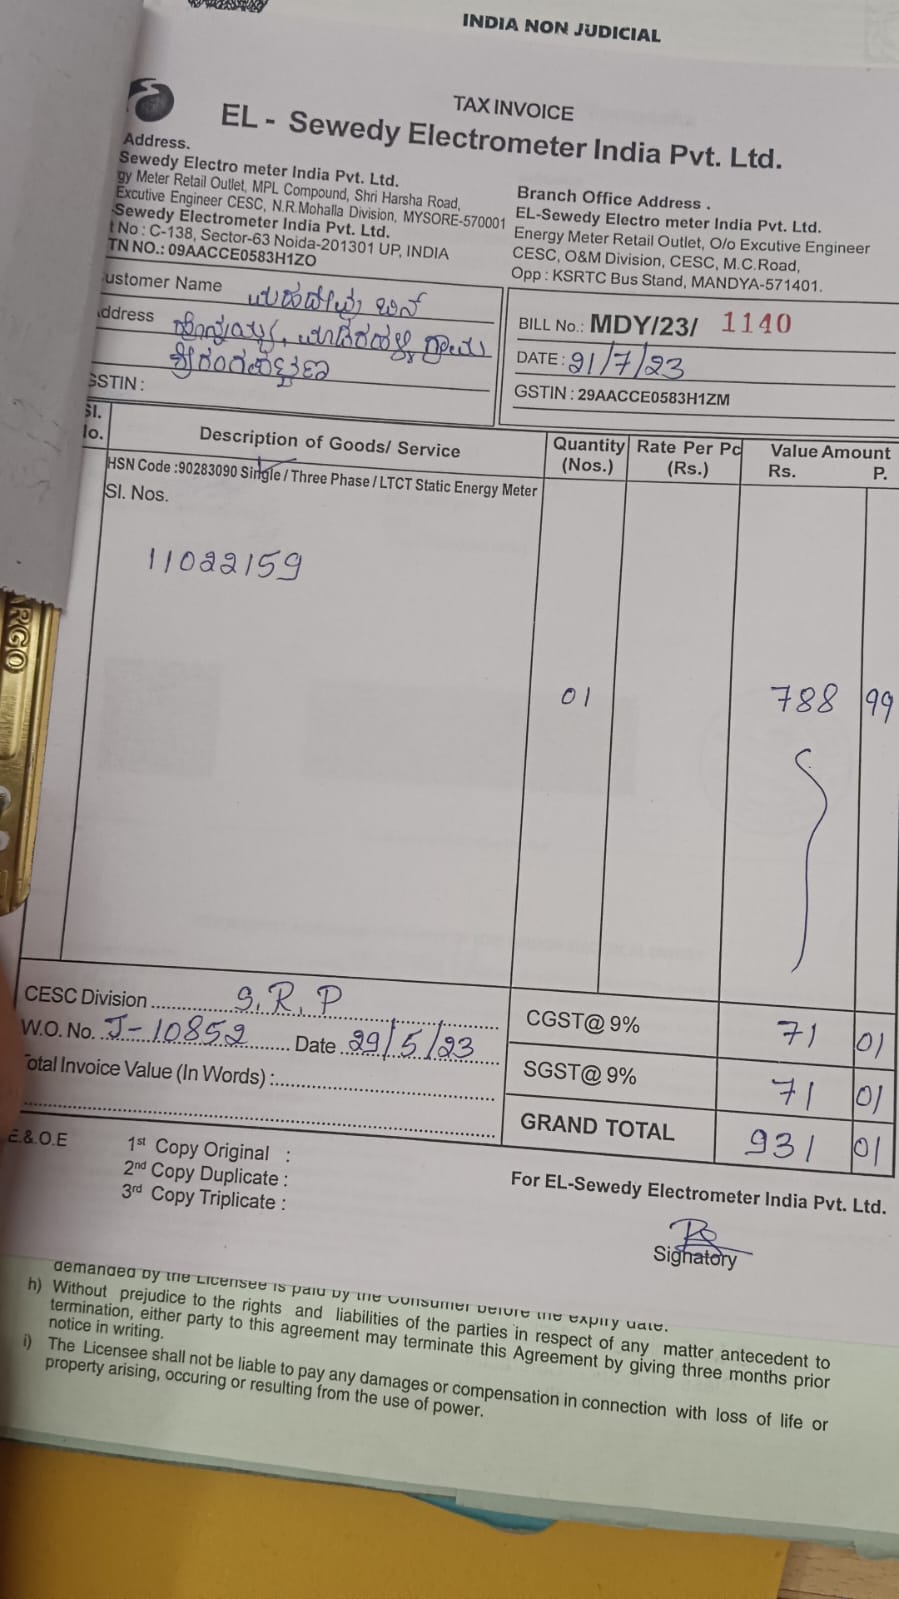 INDIA NON JUDICIAL
TAX INVOICE
EL - Sewedy Electrometer India Pvt. Ltd.
Address.
Sewedy Electro meter India Pvt. Ltd.
gy Meter Retail Outlet, MPL Compound, Shri Harsha Road,
Excutive Engineer CESC, N.R.Mohalla Division, MYSORE-570001
Sewedy Electrometer India Pvt. Ltd.
t No : C-138, Sector-63 Noida-201301 UP, INDIA
TN NO.: 09AACCE0583H1ZO
Branch Office Address .
EL-Sewedy Electro meter India Pvt. Ltd.
Energy Meter Retail Outlet, O/o Excutive Engineer
CESC, O&M Division, CESC, M.C.Road,
Opp : KSRTC Bus Stand, MANDYA-571401.
ustomer Name
ddress
GSTIN :
BILL No.: MDY/23/ 1140
DATE : 21/7/23
GSTIN : 29AACCE0583H1ZM
Sl. No. Description of Goods/ Service Quantity (Nos.) Rate Per Pc (Rs.) Value Amount Rs. P.
HSN Code :90283090 Single / Three Phase / LTCT Static Energy Meter
Sl. Nos.
11022159
01 788 99
CESC Division S.R.P
W.O. No. J-10852 Date 29/5/23
otal Invoice Value (In Words) :
CGST@ 9% 71 01
SGST@ 9% 71 01
GRAND TOTAL 931 01
E.&.O.E
1st Copy Original :
2nd Copy Duplicate :
3rd Copy Triplicate :
For EL-Sewedy Electrometer India Pvt. Ltd.
Signatory
ARGO
demanded by the Licensee is paid by the Consumer before the expiry date.
h) Without prejudice to the rights and liabilities of the parties in respect of any matter antecedent to
termination, either party to this agreement may terminate this Agreement by giving three months prior
notice in writing.
i) The Licensee shall not be liable to pay any damages or compensation in connection with loss of life or
property arising, occuring or resulting from the use of power.